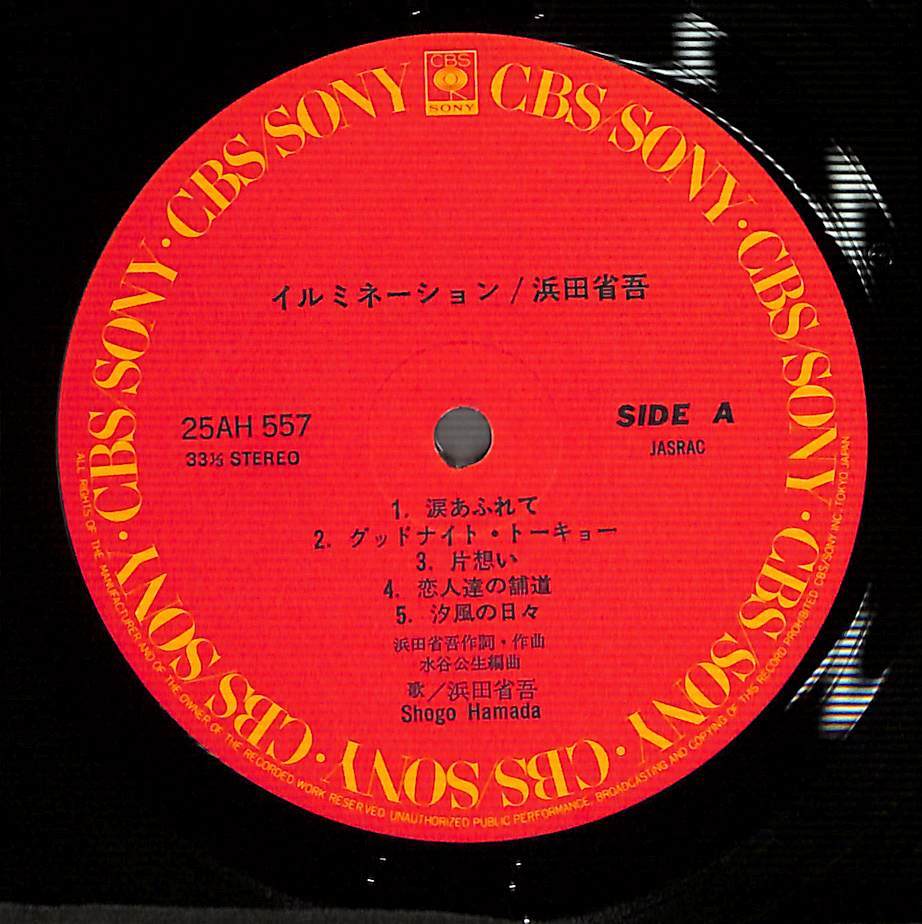 CBS
SONY
CBS/SONY · CBS/SONY · CBS/SONY · CBS/SONY · CBS/SONY · CBS/SONY · CBS/SONY · CBS/SONY
イルミネーション / 浜田省吾
25AH 557
33⅓ STEREO
SIDE A
JASRAC
1. 涙あふれて
2. グッドナイト・トーキョー
3. 片想い
4. 恋人達の舗道
5. 汐風の日々
浜田省吾作詞・作曲
水谷公生編曲
歌／浜田省吾
Shogo Hamada
ALL RIGHTS OF THE MANUFACTURER AND OF THE OWNER OF THE RECORDED WORK RESERVED UNAUTHORIZED PUBLIC PERFORMANCE, BROADCASTING AND COPYING OF THIS RECORD PROHIBITED CBS/SONY INC. TOKYO JAPAN